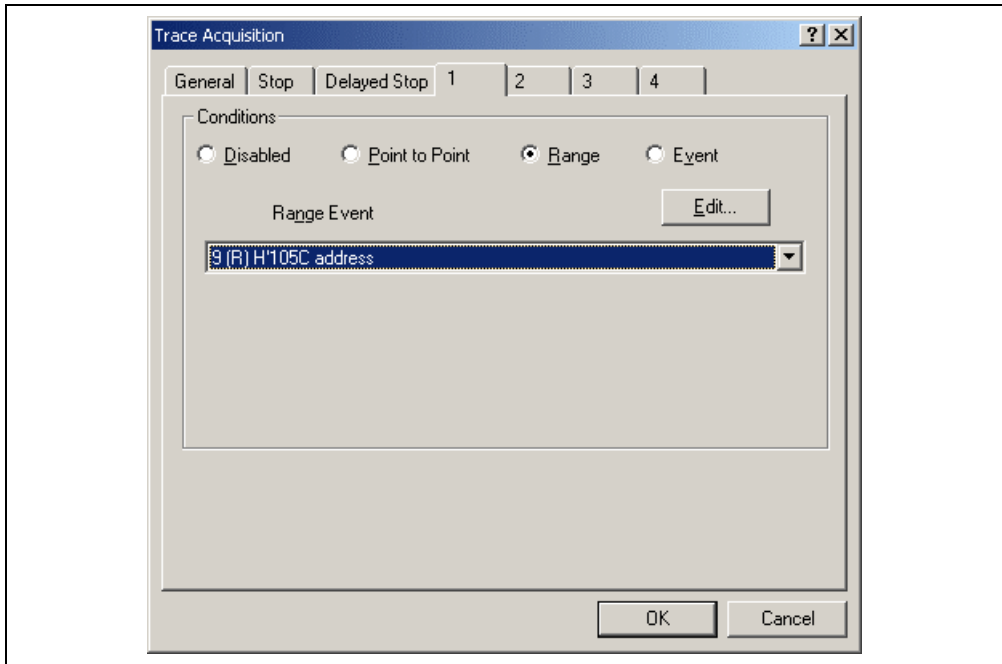 Trace Acquisition
General Stop Delayed Stop 1 2 3 4
Conditions
Disabled Point to Point Range Event
Range Event Edit...
9 (R) H'105C address
OK Cancel